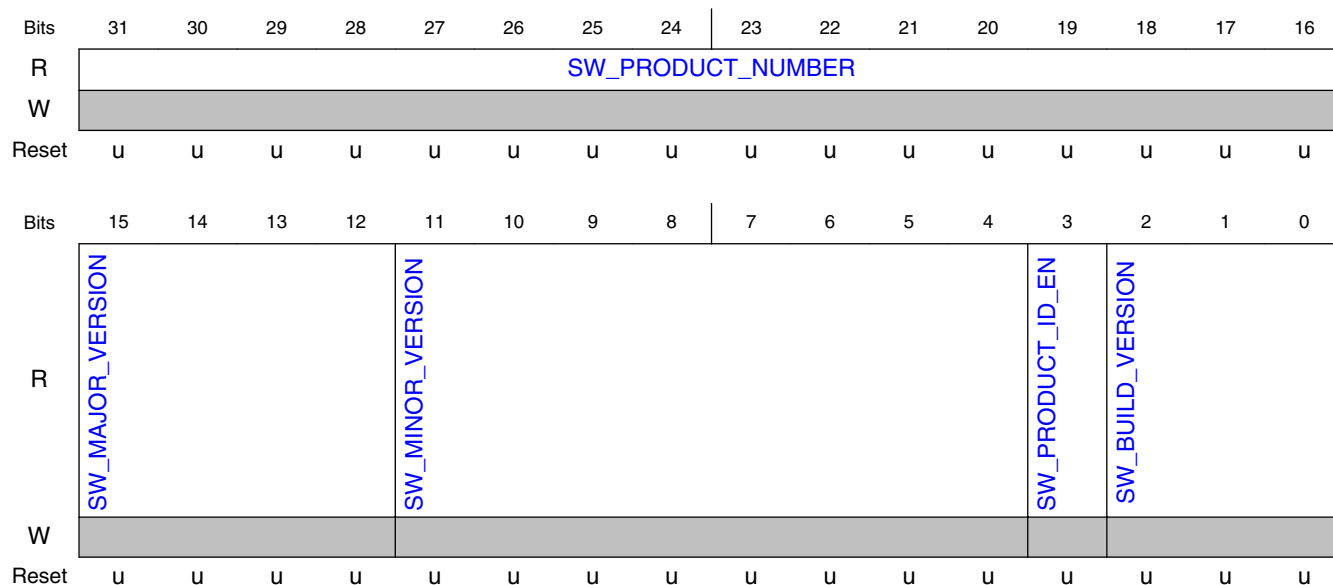 Bits 31 30 29 28 27 26 25 24 23 22 21 20 19 18 17 16
R SW_PRODUCT_NUMBER
W
Reset u u u u u u u u u u u u u u u u
Bits 15 14 13 12 11 10 9 8 7 6 5 4 3 2 1 0
R SW_MAJOR_VERSION SW_MINOR_VERSION SW_PRODUCT_ID_EN SW_BUILD_VERSION
W
Reset u u u u u u u u u u u u u u u u